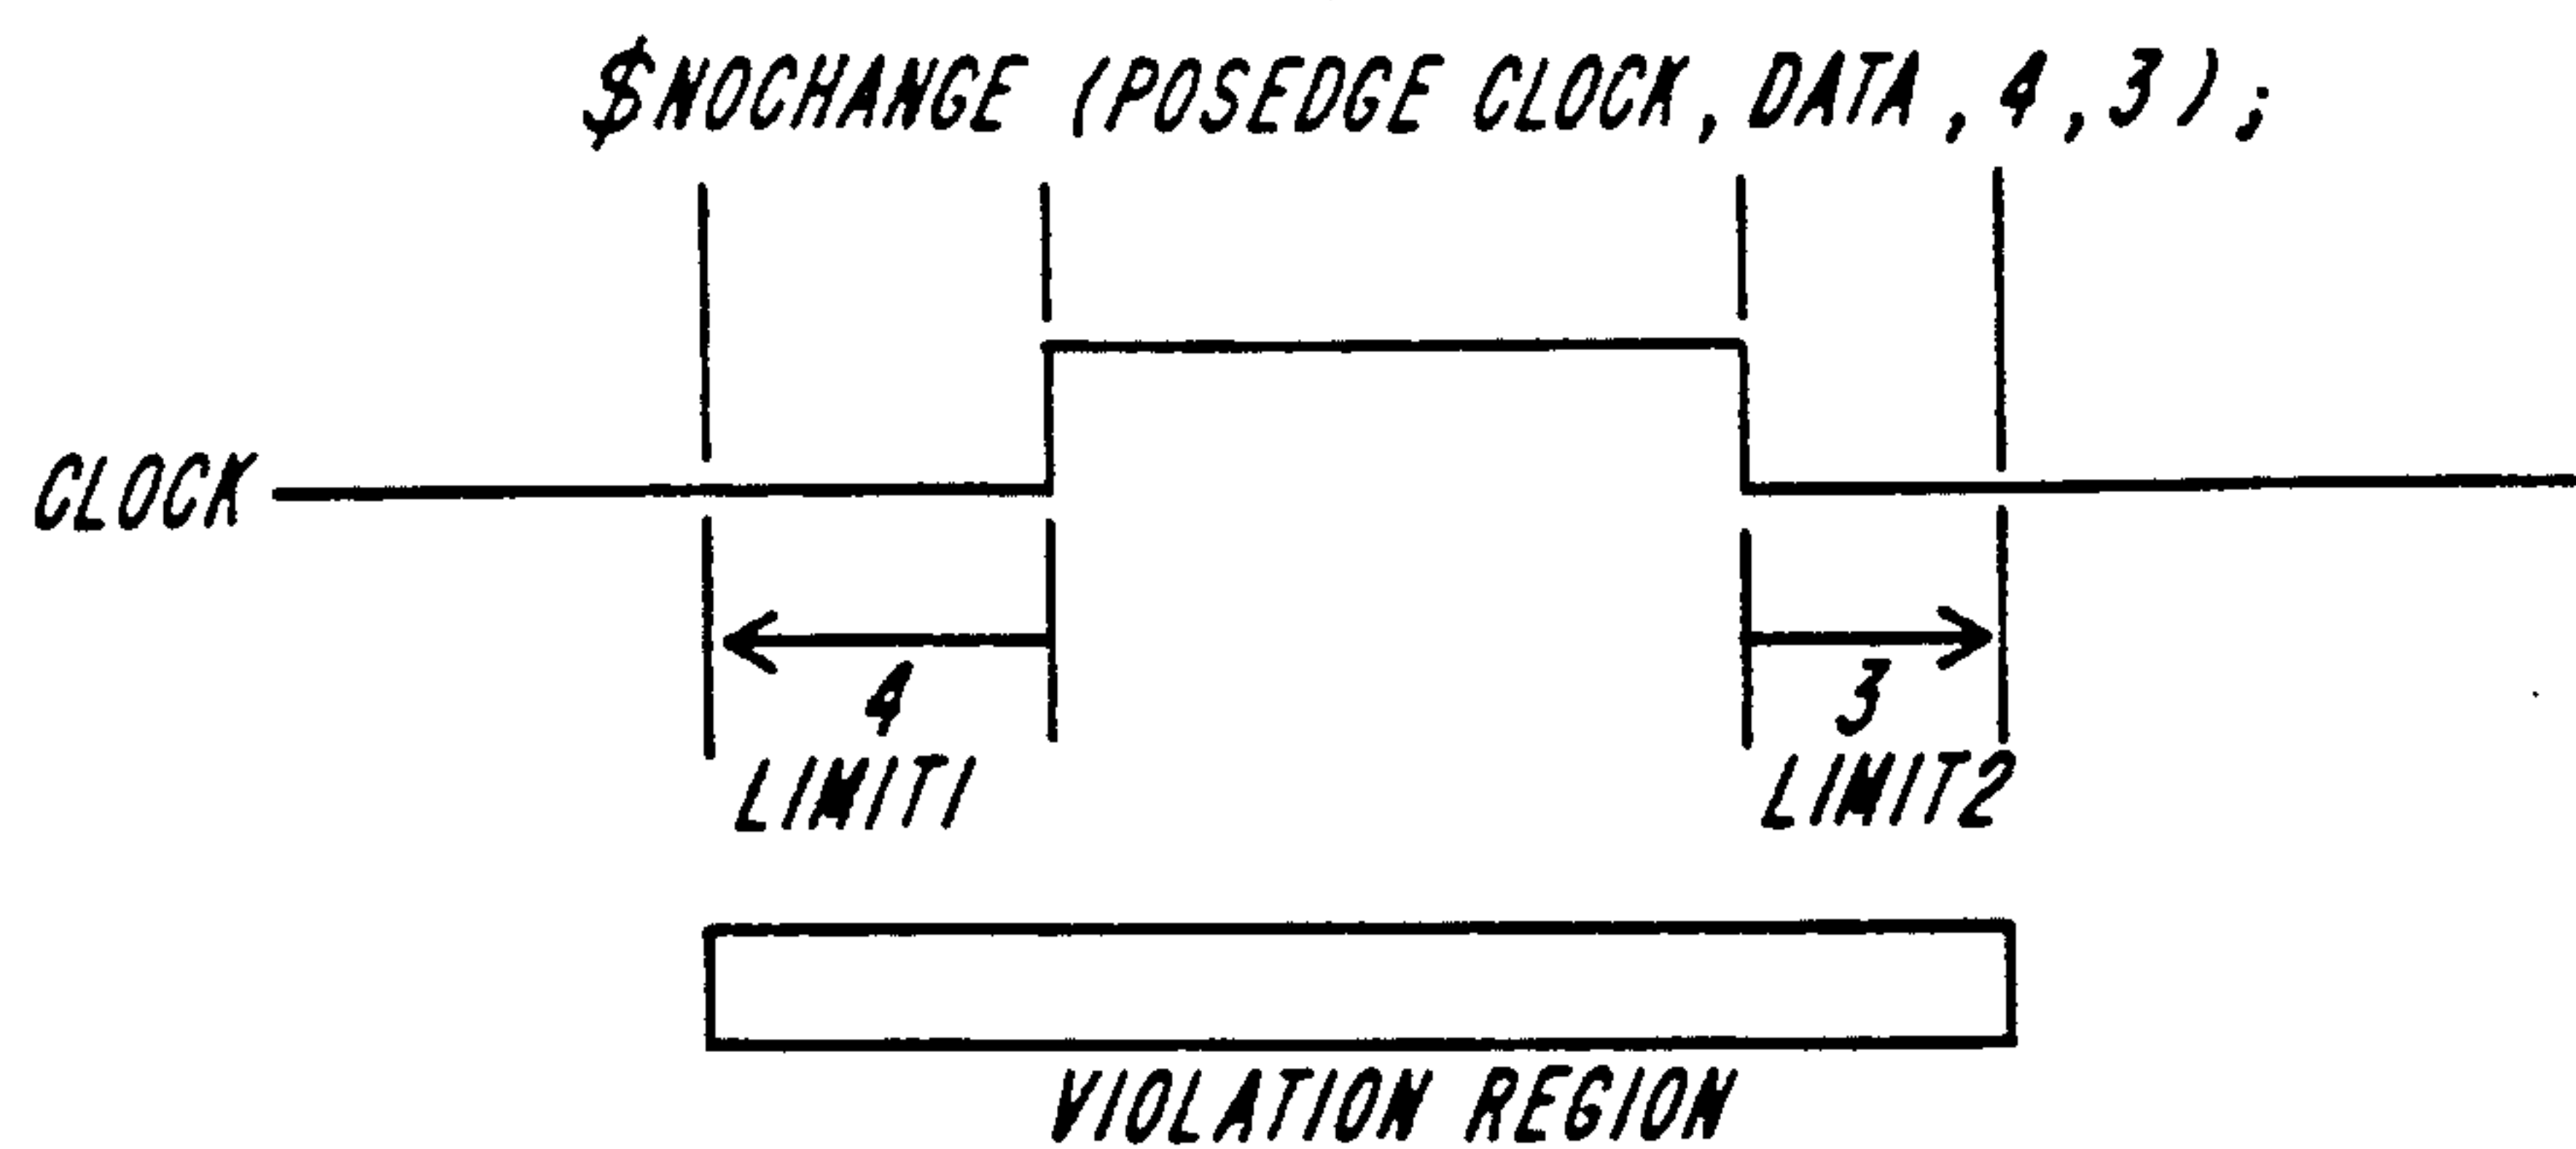 $NOCHANGE (POSEDGE CLOCK, DATA, 4, 3);
CLOCK
4
3
LIMIT1
LIMIT2
VIOLATION REGION